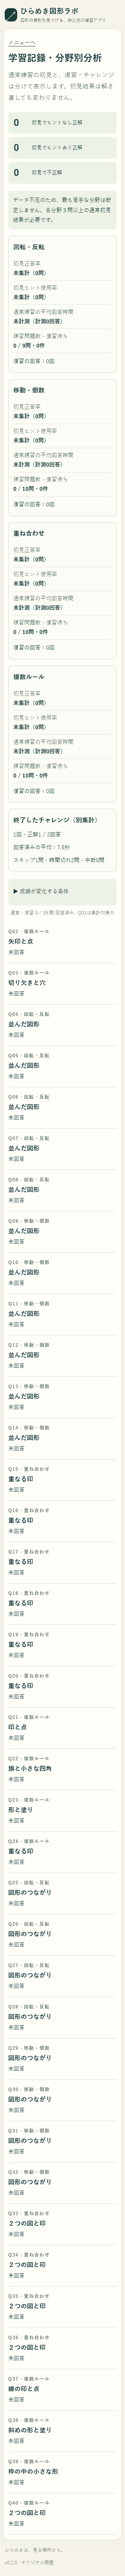 ひらめき図形ラボ
図形の規則を見つける、非公式の練習アプリ
メニューへ
学習記録・分野別分析
通常練習の初見と、復習・チャレンジを分けて表示します。初見結果は解き直しても変わりません。
0 初見でヒントなし正解
0 初見でヒントあり正解
0 初見で不正解
データ不足のため、最も苦手な分野は断定しません。各分野3問以上の通常初見結果が必要です。
回転・反転
初見正答率
未集計（0問）
初見ヒント使用率
未集計（0問）
通常練習の平均回答時間
未計測（計測0回答）
練習問題数・復習待ち
0 / 9問・0件
復習の回答：0回
移動・個数
初見正答率
未集計（0問）
初見ヒント使用率
未集計（0問）
通常練習の平均回答時間
未計測（計測0回答）
練習問題数・復習待ち
0 / 10問・0件
復習の回答：0回
重ね合わせ
初見正答率
未集計（0問）
初見ヒント使用率
未集計（0問）
通常練習の平均回答時間
未計測（計測0回答）
練習問題数・復習待ち
0 / 10問・0件
復習の回答：0回
複数ルール
初見正答率
未集計（0問）
初見ヒント使用率
未集計（0問）
通常練習の平均回答時間
未計測（計測0回答）
練習問題数・復習待ち
0 / 10問・0件
復習の回答：0回
終了したチャレンジ（別集計）
1回・正解1 / 2回答
回答済みの平均：7.0秒
スキップ1問・時間切れ2問・中断0問
▶ 成績が変化する条件
通常・復習 0 / 39 問 回答済み・Q01は集計対象外
Q02・複数ルール
矢印と点
未回答
Q03・複数ルール
切り欠きと穴
未回答
Q04・回転・反転
並んだ図形
未回答
Q05・回転・反転
並んだ図形
未回答
Q06・回転・反転
並んだ図形
未回答
Q07・回転・反転
並んだ図形
未回答
Q08・回転・反転
並んだ図形
未回答
Q09・移動・個数
並んだ図形
未回答
Q10・移動・個数
並んだ図形
未回答
Q11・移動・個数
並んだ図形
未回答
Q12・移動・個数
並んだ図形
未回答
Q13・移動・個数
並んだ図形
未回答
Q14・移動・個数
並んだ図形
未回答
Q15・重ね合わせ
重なる印
未回答
Q16・重ね合わせ
重なる印
未回答
Q17・重ね合わせ
重なる印
未回答
Q18・重ね合わせ
重なる印
未回答
Q19・重ね合わせ
重なる印
未回答
Q20・重ね合わせ
重なる印
未回答
Q21・複数ルール
印と点
未回答
Q22・複数ルール
旗と小さな四角
未回答
Q23・複数ルール
形と塗り
未回答
Q24・複数ルール
重なる印
未回答
Q25・回転・反転
図形のつながり
未回答
Q26・回転・反転
図形のつながり
未回答
Q27・回転・反転
図形のつながり
未回答
Q28・回転・反転
図形のつながり
未回答
Q29・移動・個数
図形のつながり
未回答
Q30・移動・個数
図形のつながり
未回答
Q31・移動・個数
図形のつながり
未回答
Q32・移動・個数
図形のつながり
未回答
Q33・重ね合わせ
２つの図と印
未回答
Q34・重ね合わせ
２つの図と印
未回答
Q35・重ね合わせ
２つの図と印
未回答
Q36・重ね合わせ
２つの図と印
未回答
Q37・複数ルール
線の印と点
未回答
Q38・複数ルール
斜めの形と塗り
未回答
Q39・複数ルール
枠の中の小さな形
未回答
Q40・複数ルール
２つの図と印
未回答
ひらめきは、見る場所から。